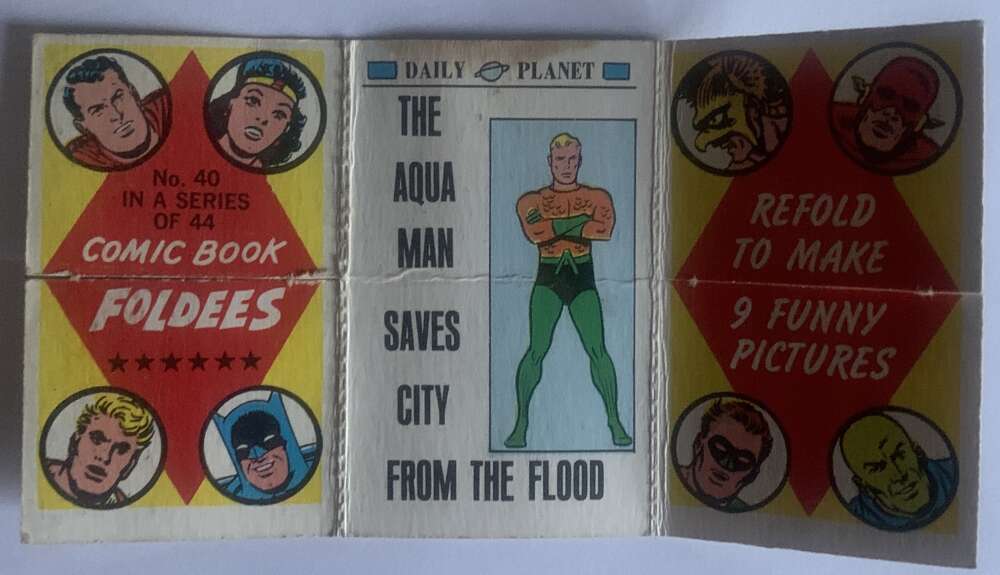 No. 40
IN A SERIES
OF 44
COMIC BOOK
FOLDEES
DAILY PLANET
THE
AQUA
MAN
SAVES
CITY
FROM THE FLOOD
REFOLD
TO MAKE
9 FUNNY
PICTURES